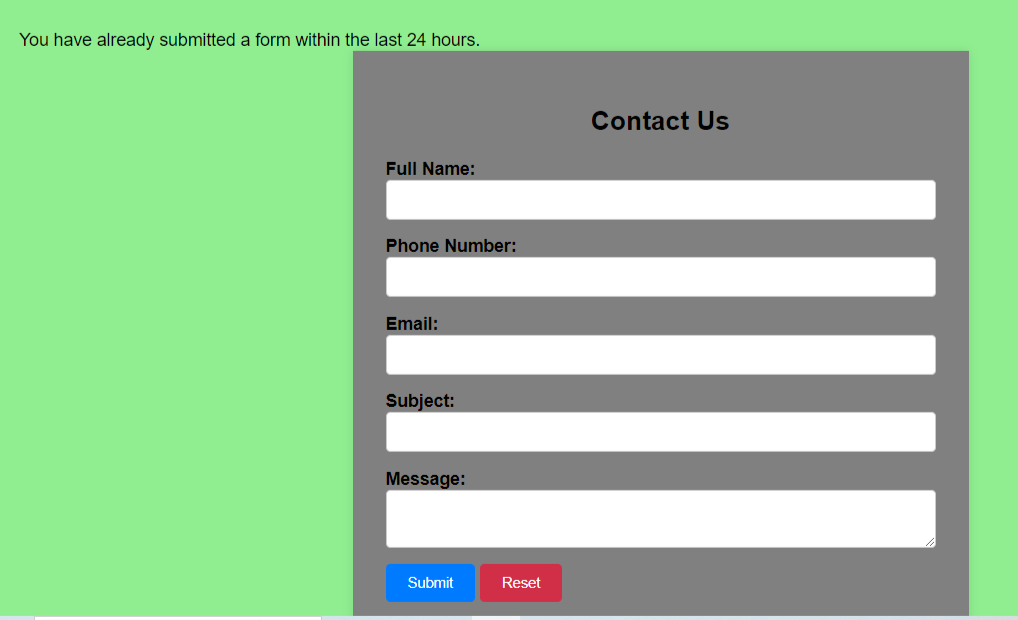 You have already submitted a form within the last 24 hours.
Contact Us
Full Name:
Phone Number:
Email:
Subject:
Message:
Submit
Reset